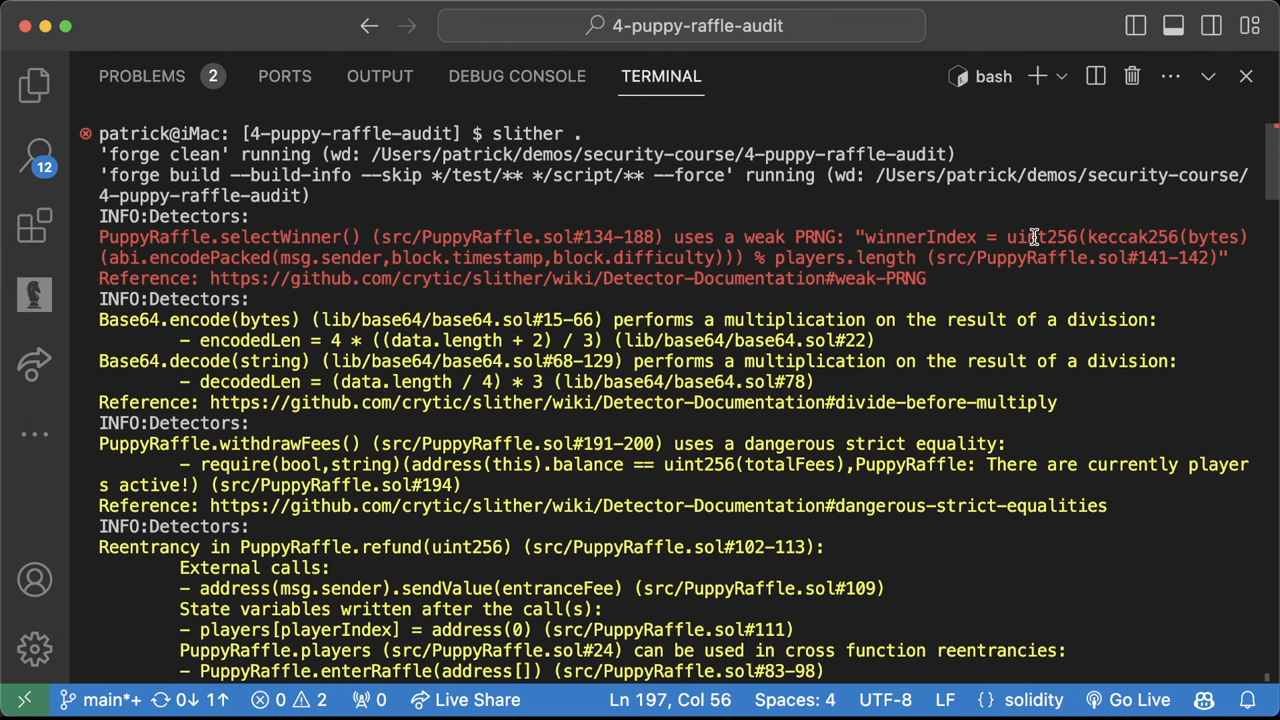 4-puppy-raffle-audit
PROBLEMS 2 PORTS OUTPUT DEBUG CONSOLE TERMINAL bash
12
patrick@iMac: [4-puppy-raffle-audit] $ slither .
'forge clean' running (wd: /Users/patrick/demos/security-course/4-puppy-raffle-audit)
'forge build --build-info --skip */test/** */script/** --force' running (wd: /Users/patrick/demos/security-course/
4-puppy-raffle-audit)
INFO:Detectors:
PuppyRaffle.selectWinner() (src/PuppyRaffle.sol#134-188) uses a weak PRNG: "winnerIndex = uint256(keccak256(bytes)
(abi.encodePacked(msg.sender,block.timestamp,block.difficulty))) % players.length (src/PuppyRaffle.sol#141-142)"
Reference: https://github.com/crytic/slither/wiki/Detector-Documentation#weak-PRNG
INFO:Detectors:
Base64.encode(bytes) (lib/base64/base64.sol#15-66) performs a multiplication on the result of a division:
- encodedLen = 4 * ((data.length + 2) / 3) (lib/base64/base64.sol#22)
Base64.decode(string) (lib/base64/base64.sol#68-129) performs a multiplication on the result of a division:
- decodedLen = (data.length / 4) * 3 (lib/base64/base64.sol#78)
Reference: https://github.com/crytic/slither/wiki/Detector-Documentation#divide-before-multiply
INFO:Detectors:
PuppyRaffle.withdrawFees() (src/PuppyRaffle.sol#191-200) uses a dangerous strict equality:
- require(bool,string)(address(this).balance == uint256(totalFees),PuppyRaffle: There are currently player
s active!) (src/PuppyRaffle.sol#194)
Reference: https://github.com/crytic/slither/wiki/Detector-Documentation#dangerous-strict-equalities
INFO:Detectors:
Reentrancy in PuppyRaffle.refund(uint256) (src/PuppyRaffle.sol#102-113):
External calls:
- address(msg.sender).sendValue(entranceFee) (src/PuppyRaffle.sol#109)
State variables written after the call(s):
- players[playerIndex] = address(0) (src/PuppyRaffle.sol#111)
PuppyRaffle.players (src/PuppyRaffle.sol#24) can be used in cross function reentrancies:
- PuppyRaffle.enterRaffle(address[]) (src/PuppyRaffle.sol#83-98)
main*+ 0↓ 1↑ 0 2 0 Live Share Ln 197, Col 56 Spaces: 4 UTF-8 LF {} solidity Go Live